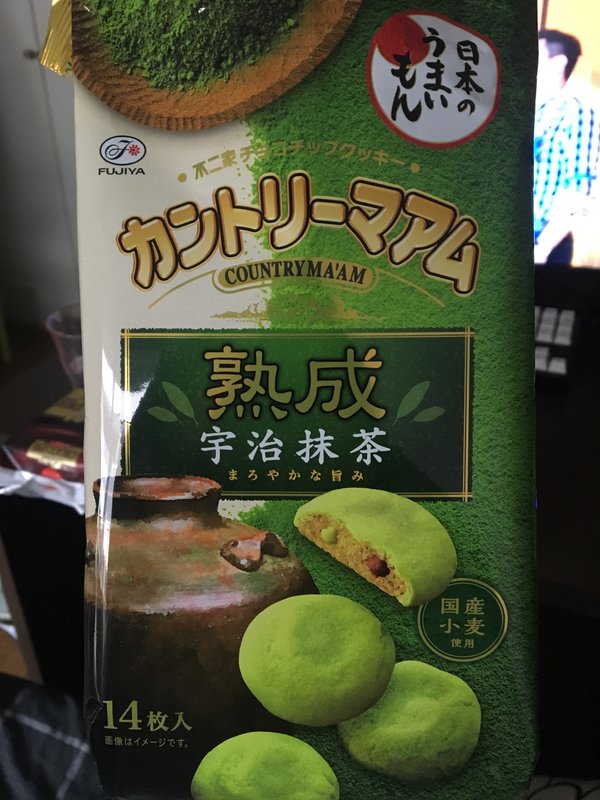 日本の
うまい
もん
FUJIYA
不二家 チョコチップクッキー
カントリーマアム
COUNTRY MA'AM
熟成
宇治抹茶
まろやかな旨み
国産
小麦
使用
14枚入
画像はイメージです。